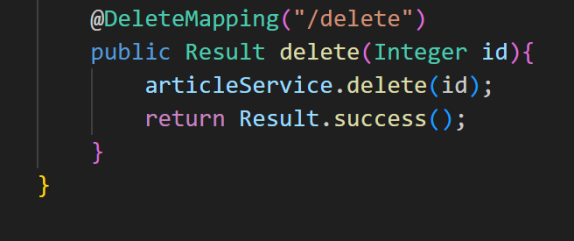 @DeleteMapping("/delete")
public Result delete(Integer id){
articleService.delete(id);
return Result.success();
}
}